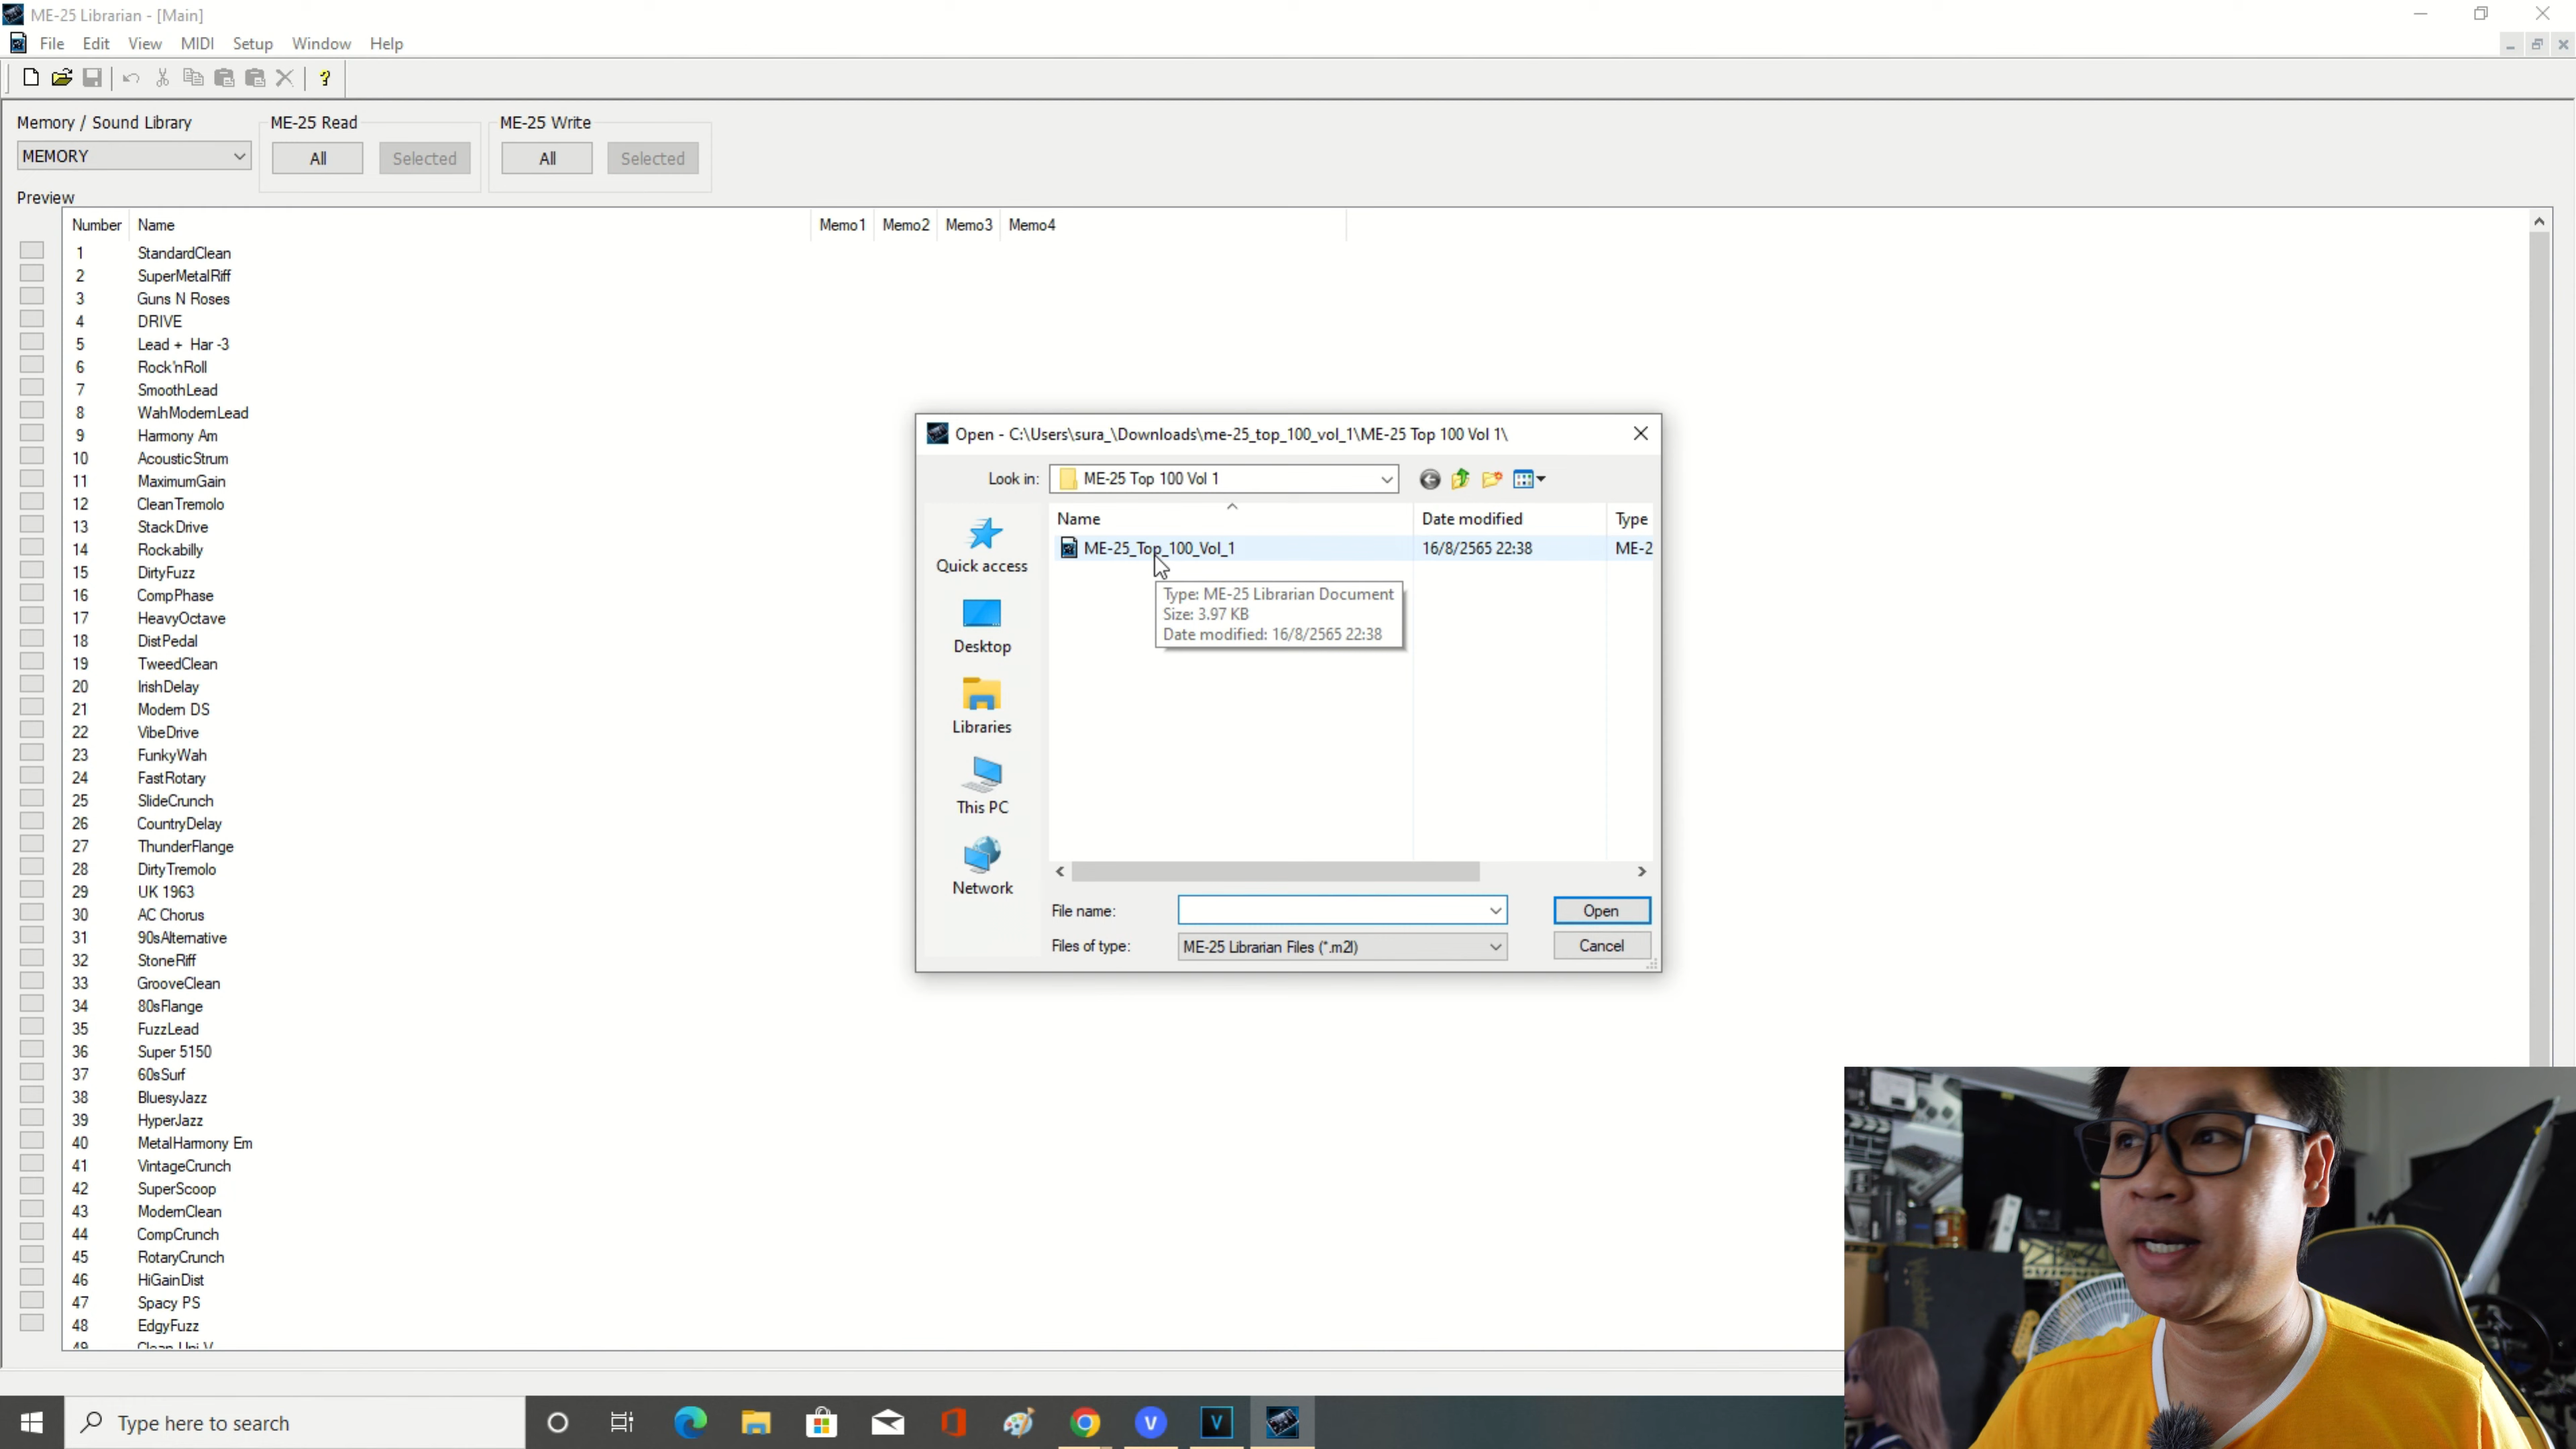 ME-25 Librarian - [Main]
File Edit View MIDI Setup Window Help
Memory / Sound Library
MEMORY
ME-25 Read
All Selected
ME-25 Write
All Selected
Preview
Number Name Memo1 Memo2 Memo3 Memo4
1 StandardClean
2 SuperMetalRiff
3 Guns N Roses
4 DRIVE
5 Lead + Har -3
6 Rock'nRoll
7 SmoothLead
8 WahModernLead
9 Harmony Am
10 AcousticStrum
11 MaximumGain
12 CleanTremolo
13 StackDrive
14 Rockabilly
15 DirtyFuzz
16 CompPhase
17 HeavyOctave
18 DistPedal
19 TweedClean
20 IrishDelay
21 Modern DS
22 VibeDrive
23 FunkyWah
24 FastRotary
25 SlideCrunch
26 CountryDelay
27 ThunderFlange
28 DirtyTremolo
29 UK 1963
30 AC Chorus
31 90sAlternative
32 StoneRiff
33 GrooveClean
34 80sFlange
35 FuzzLead
36 Super 5150
37 60sSurf
38 BluesyJazz
39 HyperJazz
40 MetalHarmony Em
41 VintageCrunch
42 SuperScoop
43 ModernClean
44 CompCrunch
45 RotaryCrunch
46 HiGainDist
47 Spacy PS
48 EdgyFuzz
49 Clean Uni-V
Open - C:\Users\sura_\Downloads\me-25_top_100_vol_1\ME-25 Top 100 Vol 1\
Look in: ME-25 Top 100 Vol 1
Name Date modified Type
ME-25_Top_100_Vol_1 16/8/2565 22:38 ME-2
Type: ME-25 Librarian Document
Size: 3.97 KB
Date modified: 16/8/2565 22:38
Quick access
Desktop
Libraries
This PC
Network
File name:
Open
Files of type: ME-25 Librarian Files (*.m2l)
Cancel
Type here to search